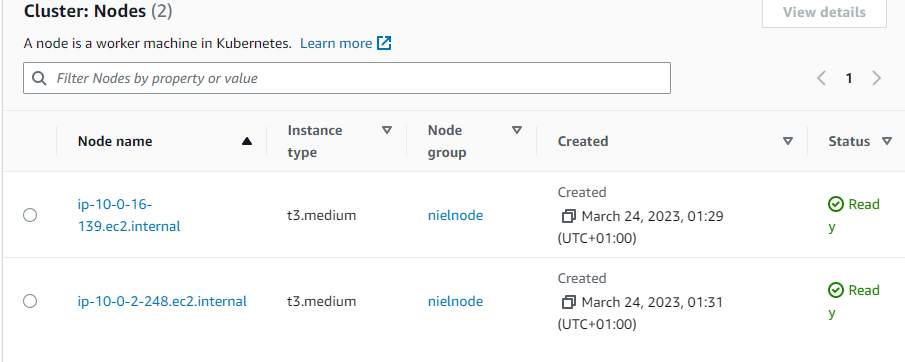 Cluster: Nodes (2)
View details
A node is a worker machine in Kubernetes. Learn more
Filter Nodes by property or value
1
Node name
Instance
type
Node
group
Created
Status
ip-10-0-16-
139.ec2.internal
t3.medium
nielnode
Created
March 24, 2023, 01:29
(UTC+01:00)
Read
y
ip-10-0-2-248.ec2.internal
t3.medium
nielnode
Created
March 24, 2023, 01:31
(UTC+01:00)
Read
y